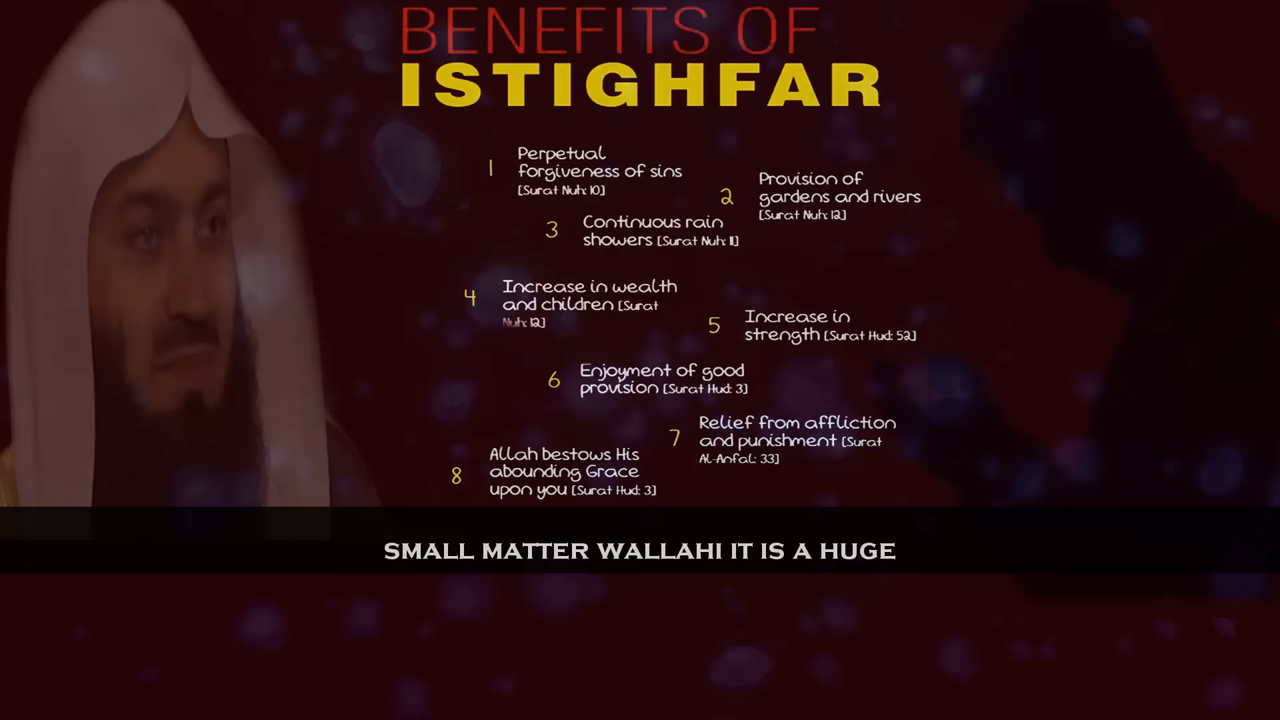 BENEFITS OF
ISTIGHFAR
1 Perpetual
forgiveness of sins
[Surat Nuh: 10]
2 Provision of
gardens and rivers
[Surat Nuh: 12]
3 Continuous rain
showers [Surat Nuh: 11]
4 Increase in wealth
and children [Surat
Nuh: 12]
5 Increase in
strength [Surat Hud: 52]
6 Enjoyment of good
provision [Surat Hud: 3]
7 Relief from affliction
and punishment [Surat
Al-Anfal: 33]
8 Allah bestows His
abounding Grace
upon you [Surat Hud: 3]
SMALL MATTER WALLAHI IT IS A HUGE